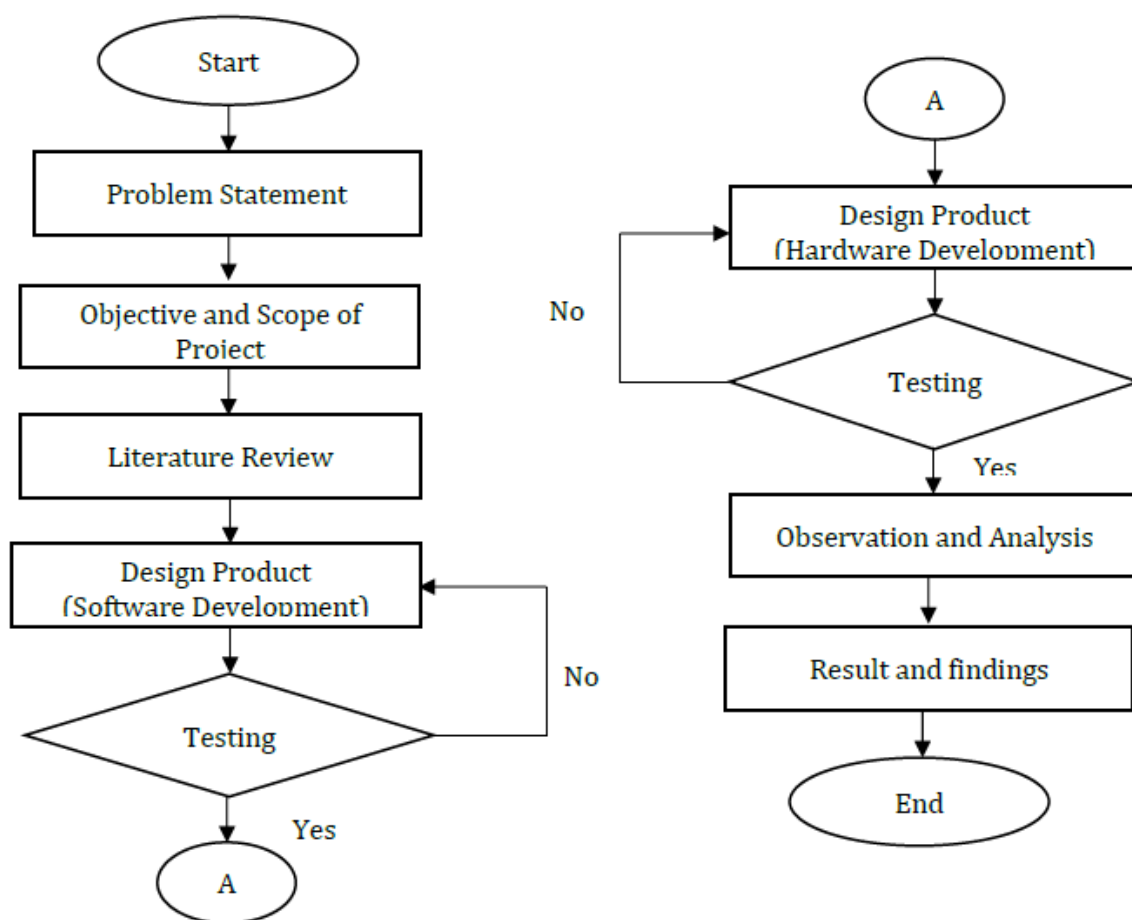 Start
Problem Statement
Objective and Scope of
Project
Literature Review
Design Product
(Software Development)
Testing
No
Yes
A
A
Design Product
(Hardware Development)
No
Testing
Yes
Observation and Analysis
Result and findings
End